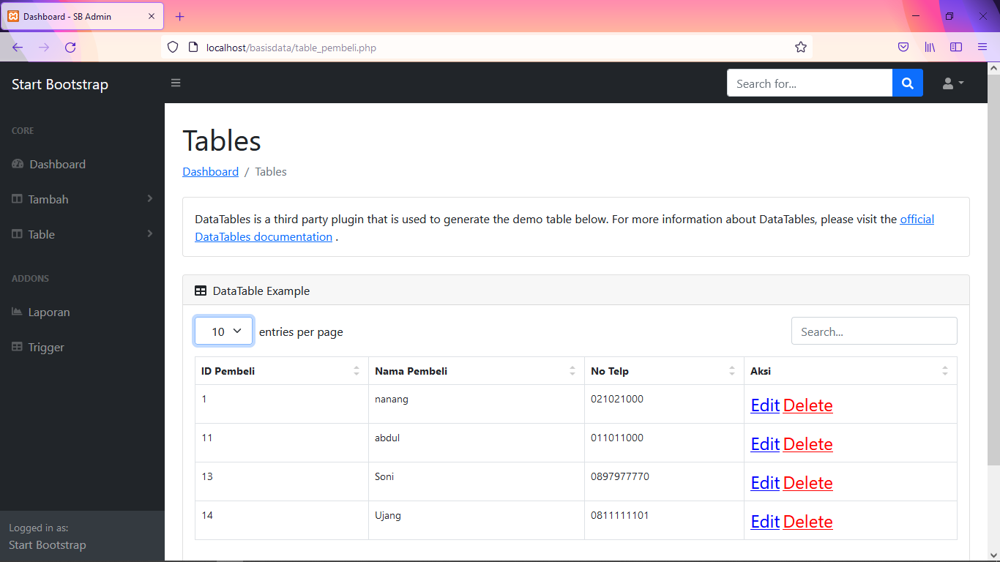 Dashboard - SB Admin
localhost/basisdata/table_pembeli.php
Start Bootstrap
Search for...
CORE
Dashboard
Tambah
Table
ADDONS
Laporan
Trigger
Logged in as:
Start Bootstrap
Tables
Dashboard / Tables
DataTables is a third party plugin that is used to generate the demo table below. For more information about DataTables, please visit the official
DataTables documentation .
DataTable Example
10 entries per page
Search...
ID Pembeli Nama Pembeli No Telp Aksi
1 nanang 021021000 Edit Delete
11 abdul 011011000 Edit Delete
13 Soni 0897977770 Edit Delete
14 Ujang 0811111101 Edit Delete